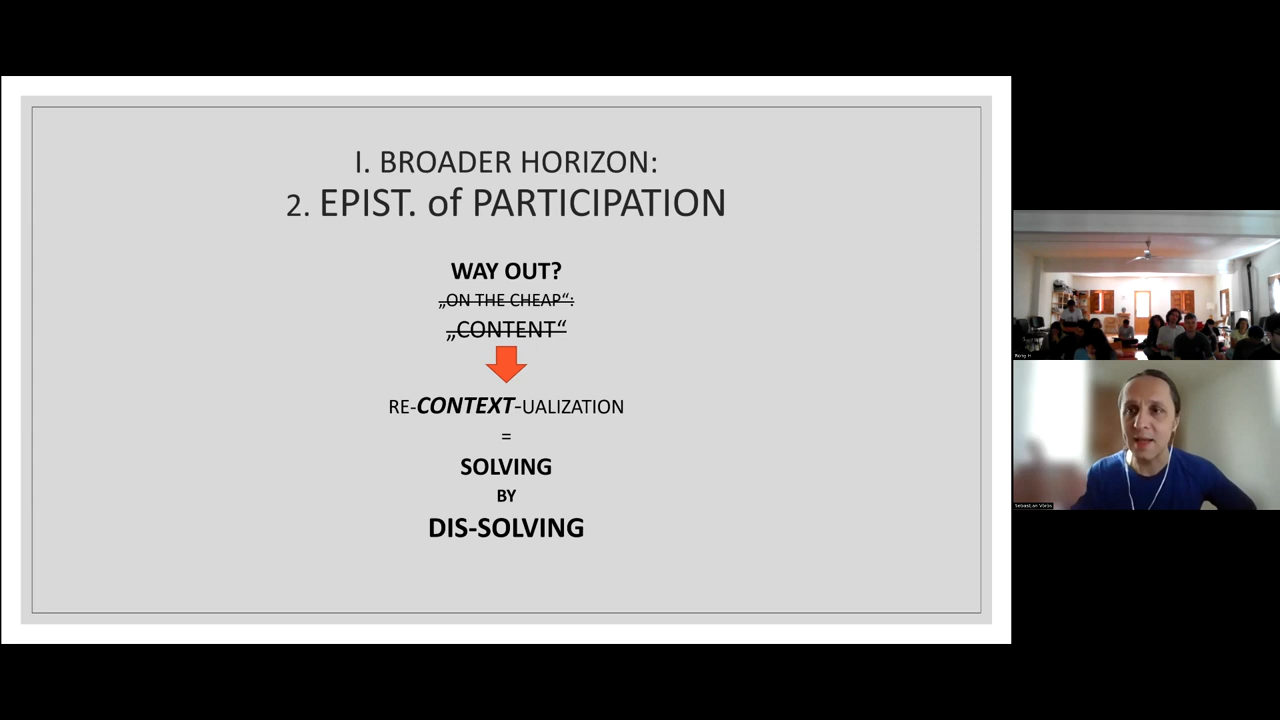 I. BROADER HORIZON:
2. EPIST. of PARTICIPATION
WAY OUT?
„ON THE CHEAP“:
„CONTENT“
RE-CONTEXT-UALIZATION
=
SOLVING
BY
DIS-SOLVING